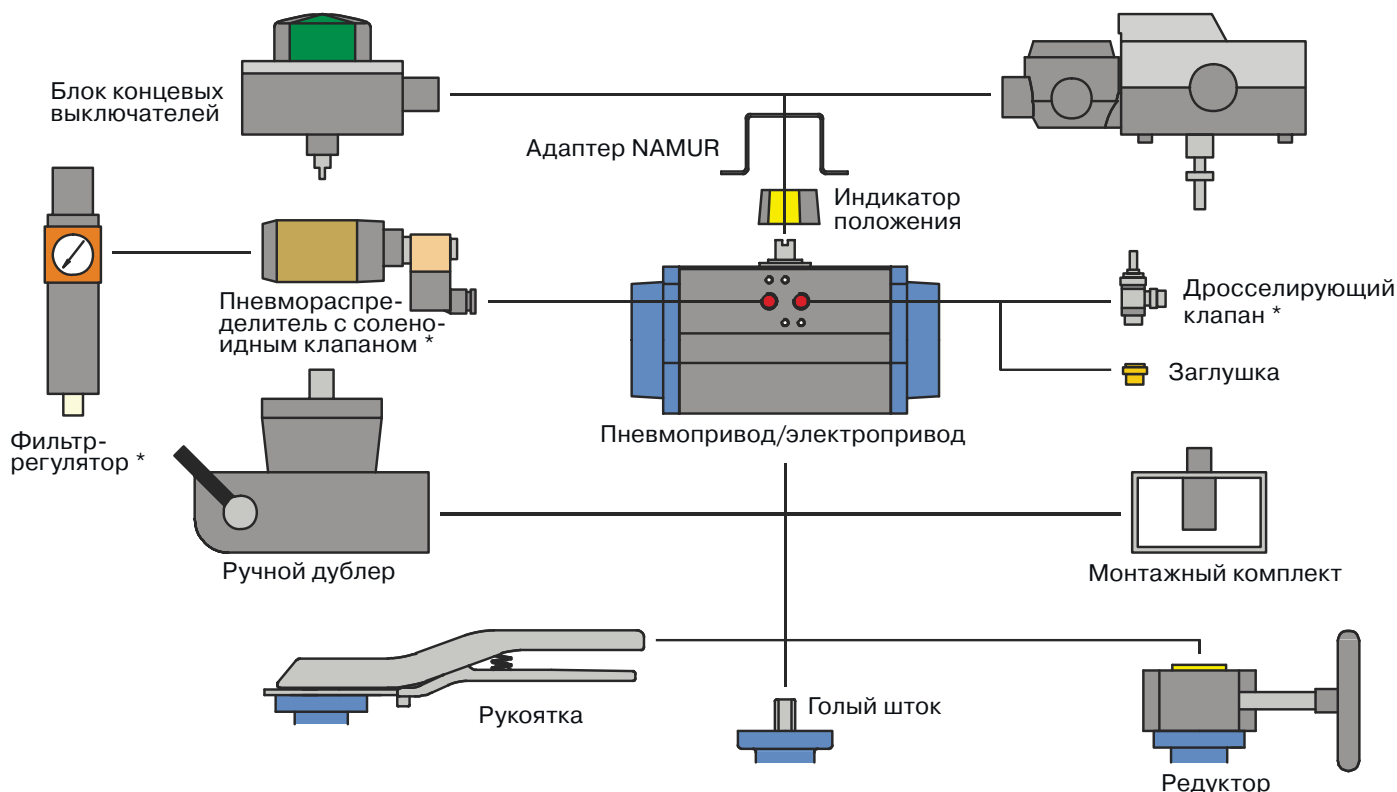 Блок концевых
выключателей
Адаптер NAMUR
Индикатор
положения
Пневмораспре-
делитель с солено-
идным клапаном *
Дросселирующий
клапан *
Заглушка
Фильтр-
регулятор *
Пневмопривод/электропривод
Ручной дублер
Монтажный комплект
Рукоятка
Голый шток
Редуктор